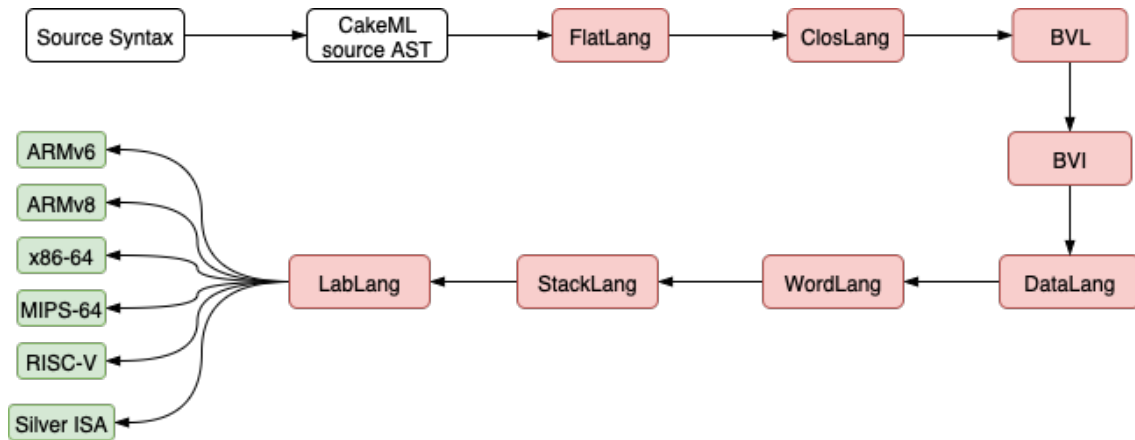 Source Syntax
CakeML
source AST
FlatLang
ClosLang
BVL
BVI
DataLang
WordLang
StackLang
LabLang
ARMv6
ARMv8
x86-64
MIPS-64
RISC-V
Silver ISA